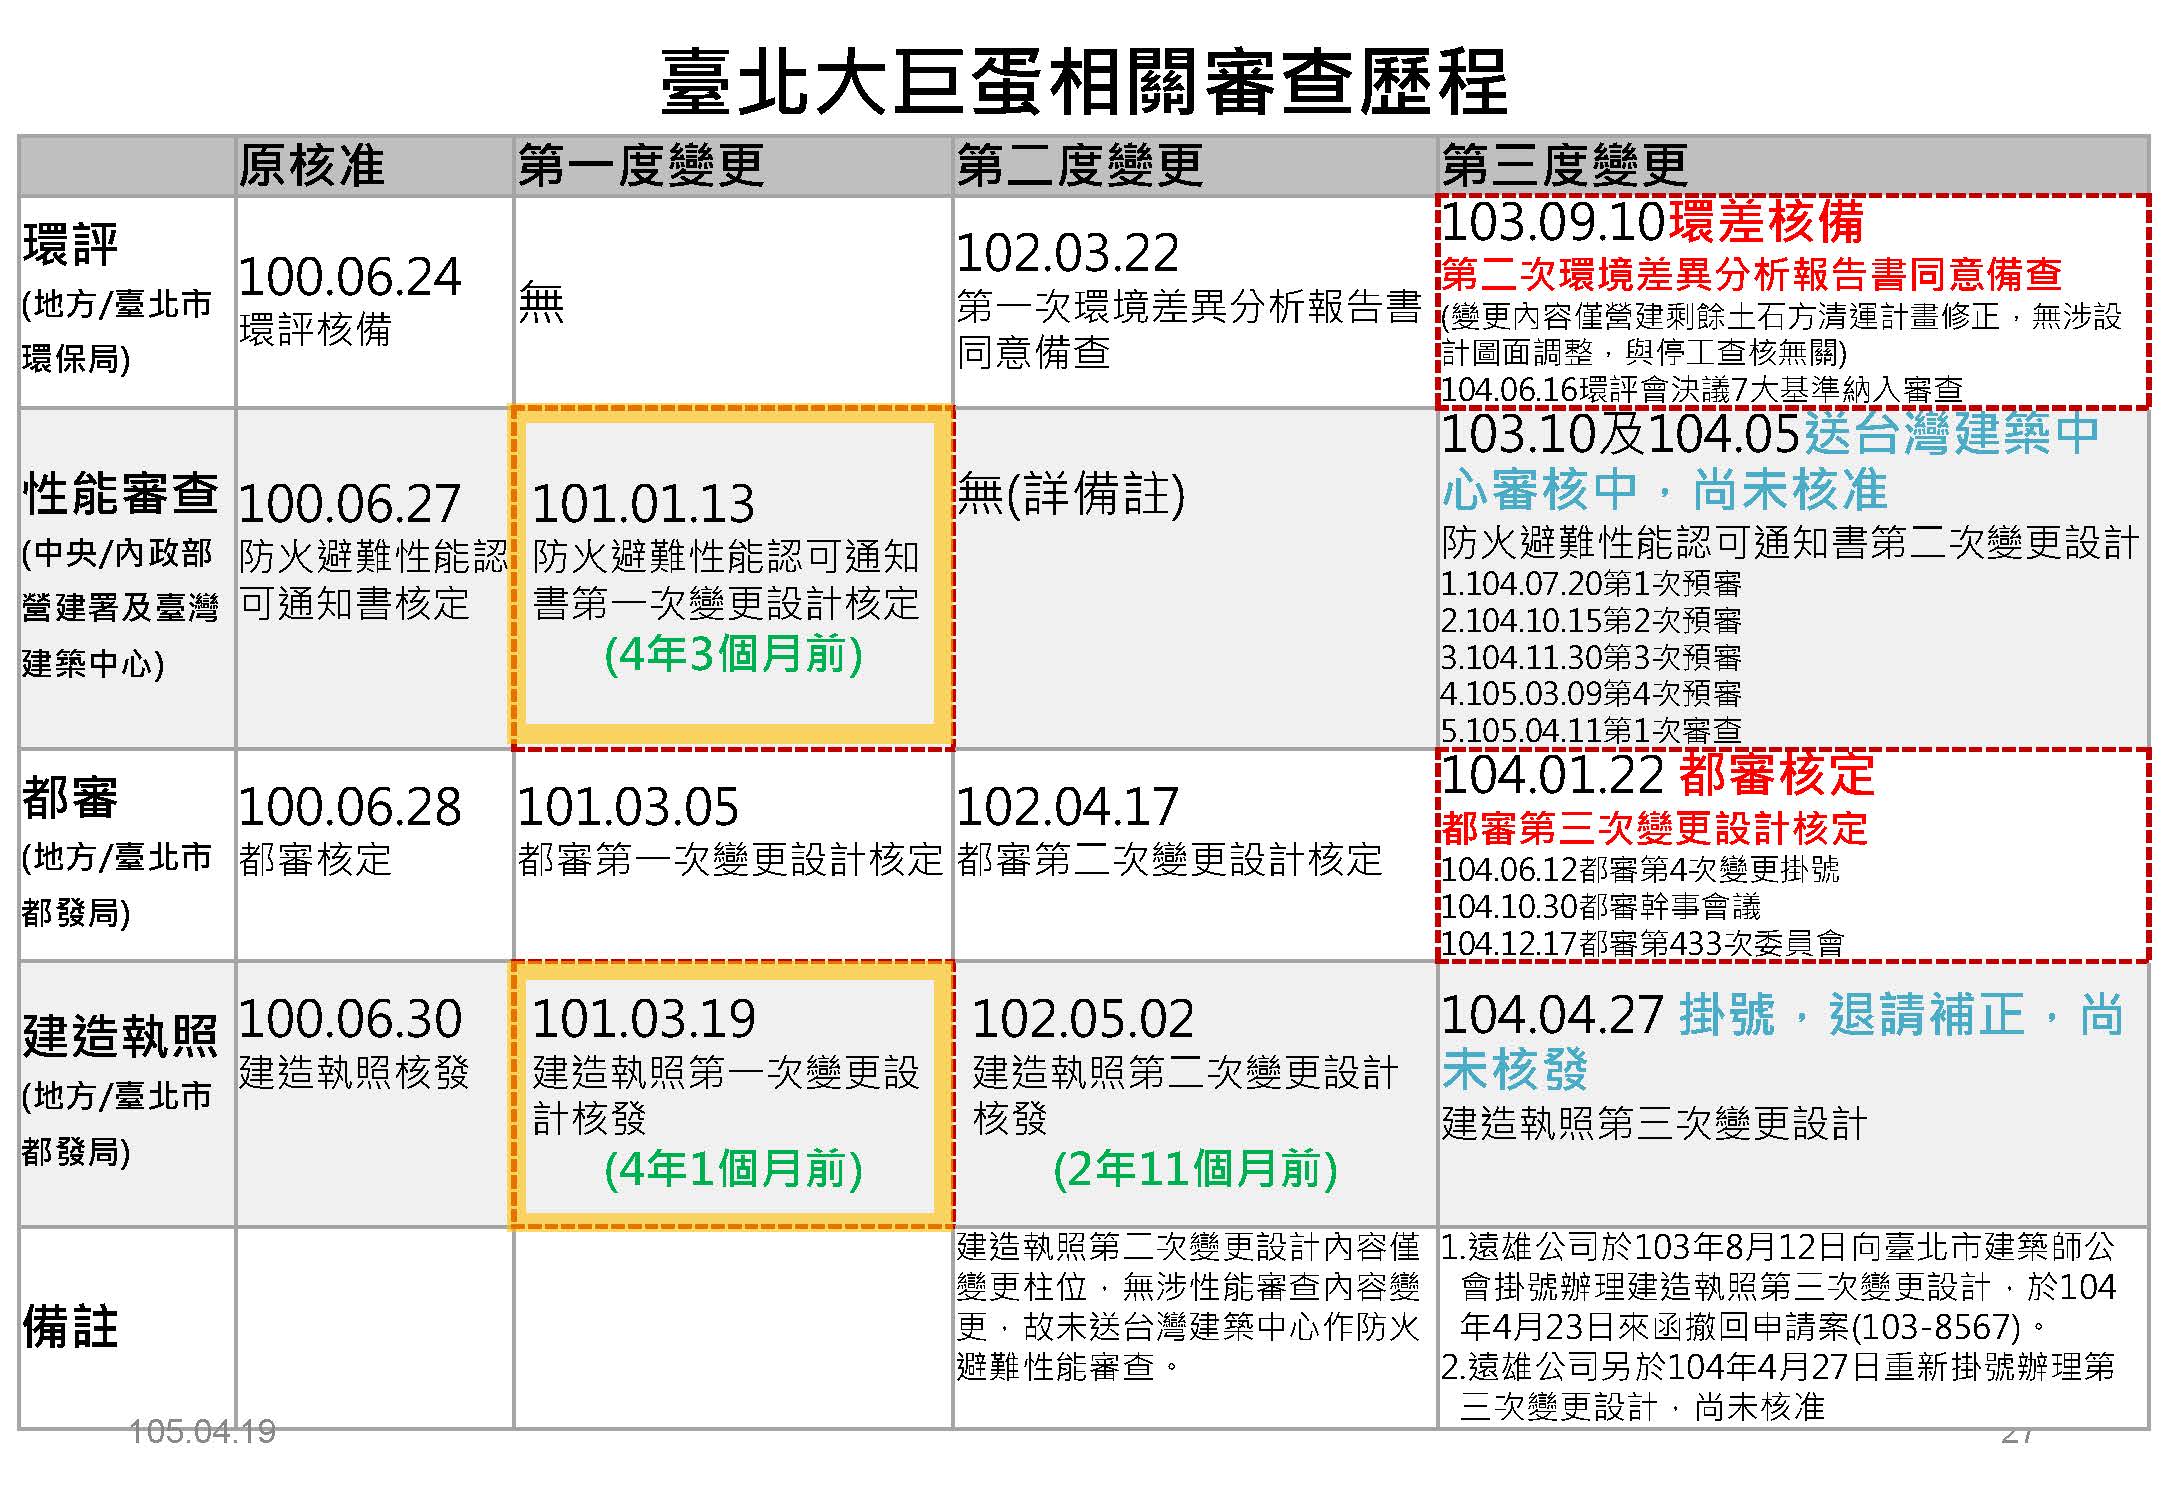 臺北大巨蛋相關審查歷程
原核准
第一度變更
第二度變更
第三度變更
環評
(地方/臺北市
環保局)
100.06.24
環評核備
無
102.03.22
第一次環境差異分析報告書
同意備查
103.09.10環差核備
第二次環境差異分析報告書同意備查
(變更內容僅營建剩餘土石方清運計畫修正，無涉設
計圖面調整，與停工查核無關)
104.06.16環評會決議7大基準納入審查
性能審查
(中央/內政部
營建署及臺灣
建築中心)
100.06.27
防火避難性能認
可通知書核定
101.01.13
防火避難性能認可通知
書第一次變更設計核定
(4年3個月前)
無(詳備註)
103.10及104.05送台灣建築中
心審核中，尚未核准
防火避難性能認可通知書第二次變更設計
1.104.07.20第1次預審
2.104.10.15第2次預審
3.104.11.30第3次預審
4.105.03.09第4次預審
5.105.04.11第1次審查
都審
(地方/臺北市
都發局)
100.06.28
都審核定
101.03.05
都審第一次變更設計核定
102.04.17
都審第二次變更設計核定
104.01.22 都審核定
都審第三次變更設計核定
104.06.12都審第4次變更掛號
104.10.30都審幹事會議
104.12.17都審第433次委員會
建造執照
(地方/臺北市
都發局)
100.06.30
建造執照核發
101.03.19
建造執照第一次變更設
計核發
(4年1個月前)
102.05.02
建造執照第二次變更設計
核發
(2年11個月前)
104.04.27 掛號，退請補正，尚
未核發
建造執照第三次變更設計
備註
建造執照第二次變更設計內容僅
變更柱位，無涉性能審查內容變
更，故未送台灣建築中心作防火
避難性能審查。
1.遠雄公司於103年8月12日向臺北市建築師公
會掛號辦理建造執照第三次變更設計，於104
年4月23日來函撤回申請案(103-8567)。
2.遠雄公司另於104年4月27日重新掛號辦理第
三次變更設計，尚未核准
105.04.19
27